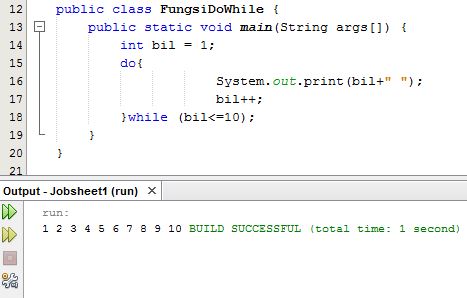 12 public class FungsiDoWhile {
13 public static void main(String args[]) {
14 int bil = 1;
15 do{
16 System.out.print(bil+" ");
17 bil++;
18 }while (bil<=10);
19 }
20 }
21
Output - Jobsheet1 (run) ×
run:
1 2 3 4 5 6 7 8 9 10 BUILD SUCCESSFUL (total time: 1 second)